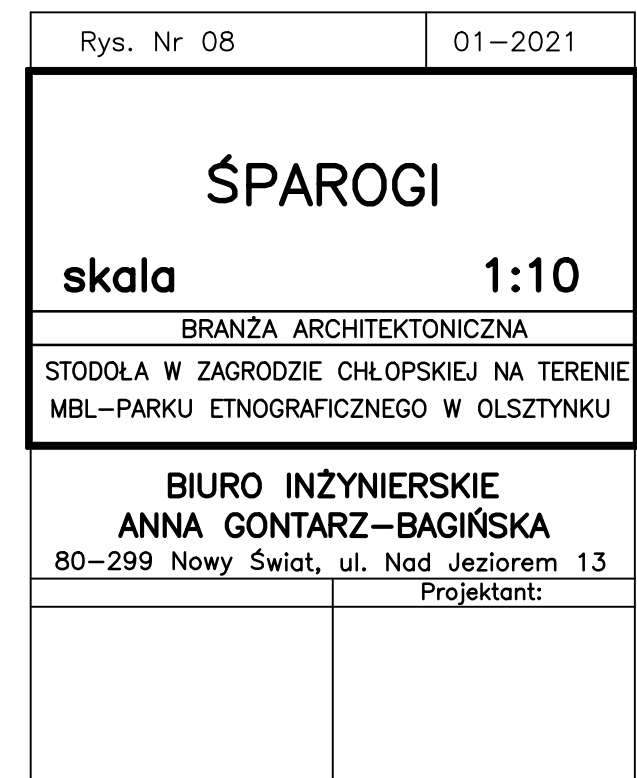 Rys. Nr 08 01-2021
ŚPAROGI
skala 1:10
BRANŻA ARCHITEKTONICZNA
STODOŁA W ZAGRODZIE CHŁOPSKIEJ NA TERENIE
MBL-PARKU ETNOGRAFICZNEGO W OLSZTYNKU
BIURO INŻYNIERSKIE
ANNA GONTARZ-BAGIŃSKA
80-299 Nowy Świat, ul. Nad Jeziorem 13
Projektant: